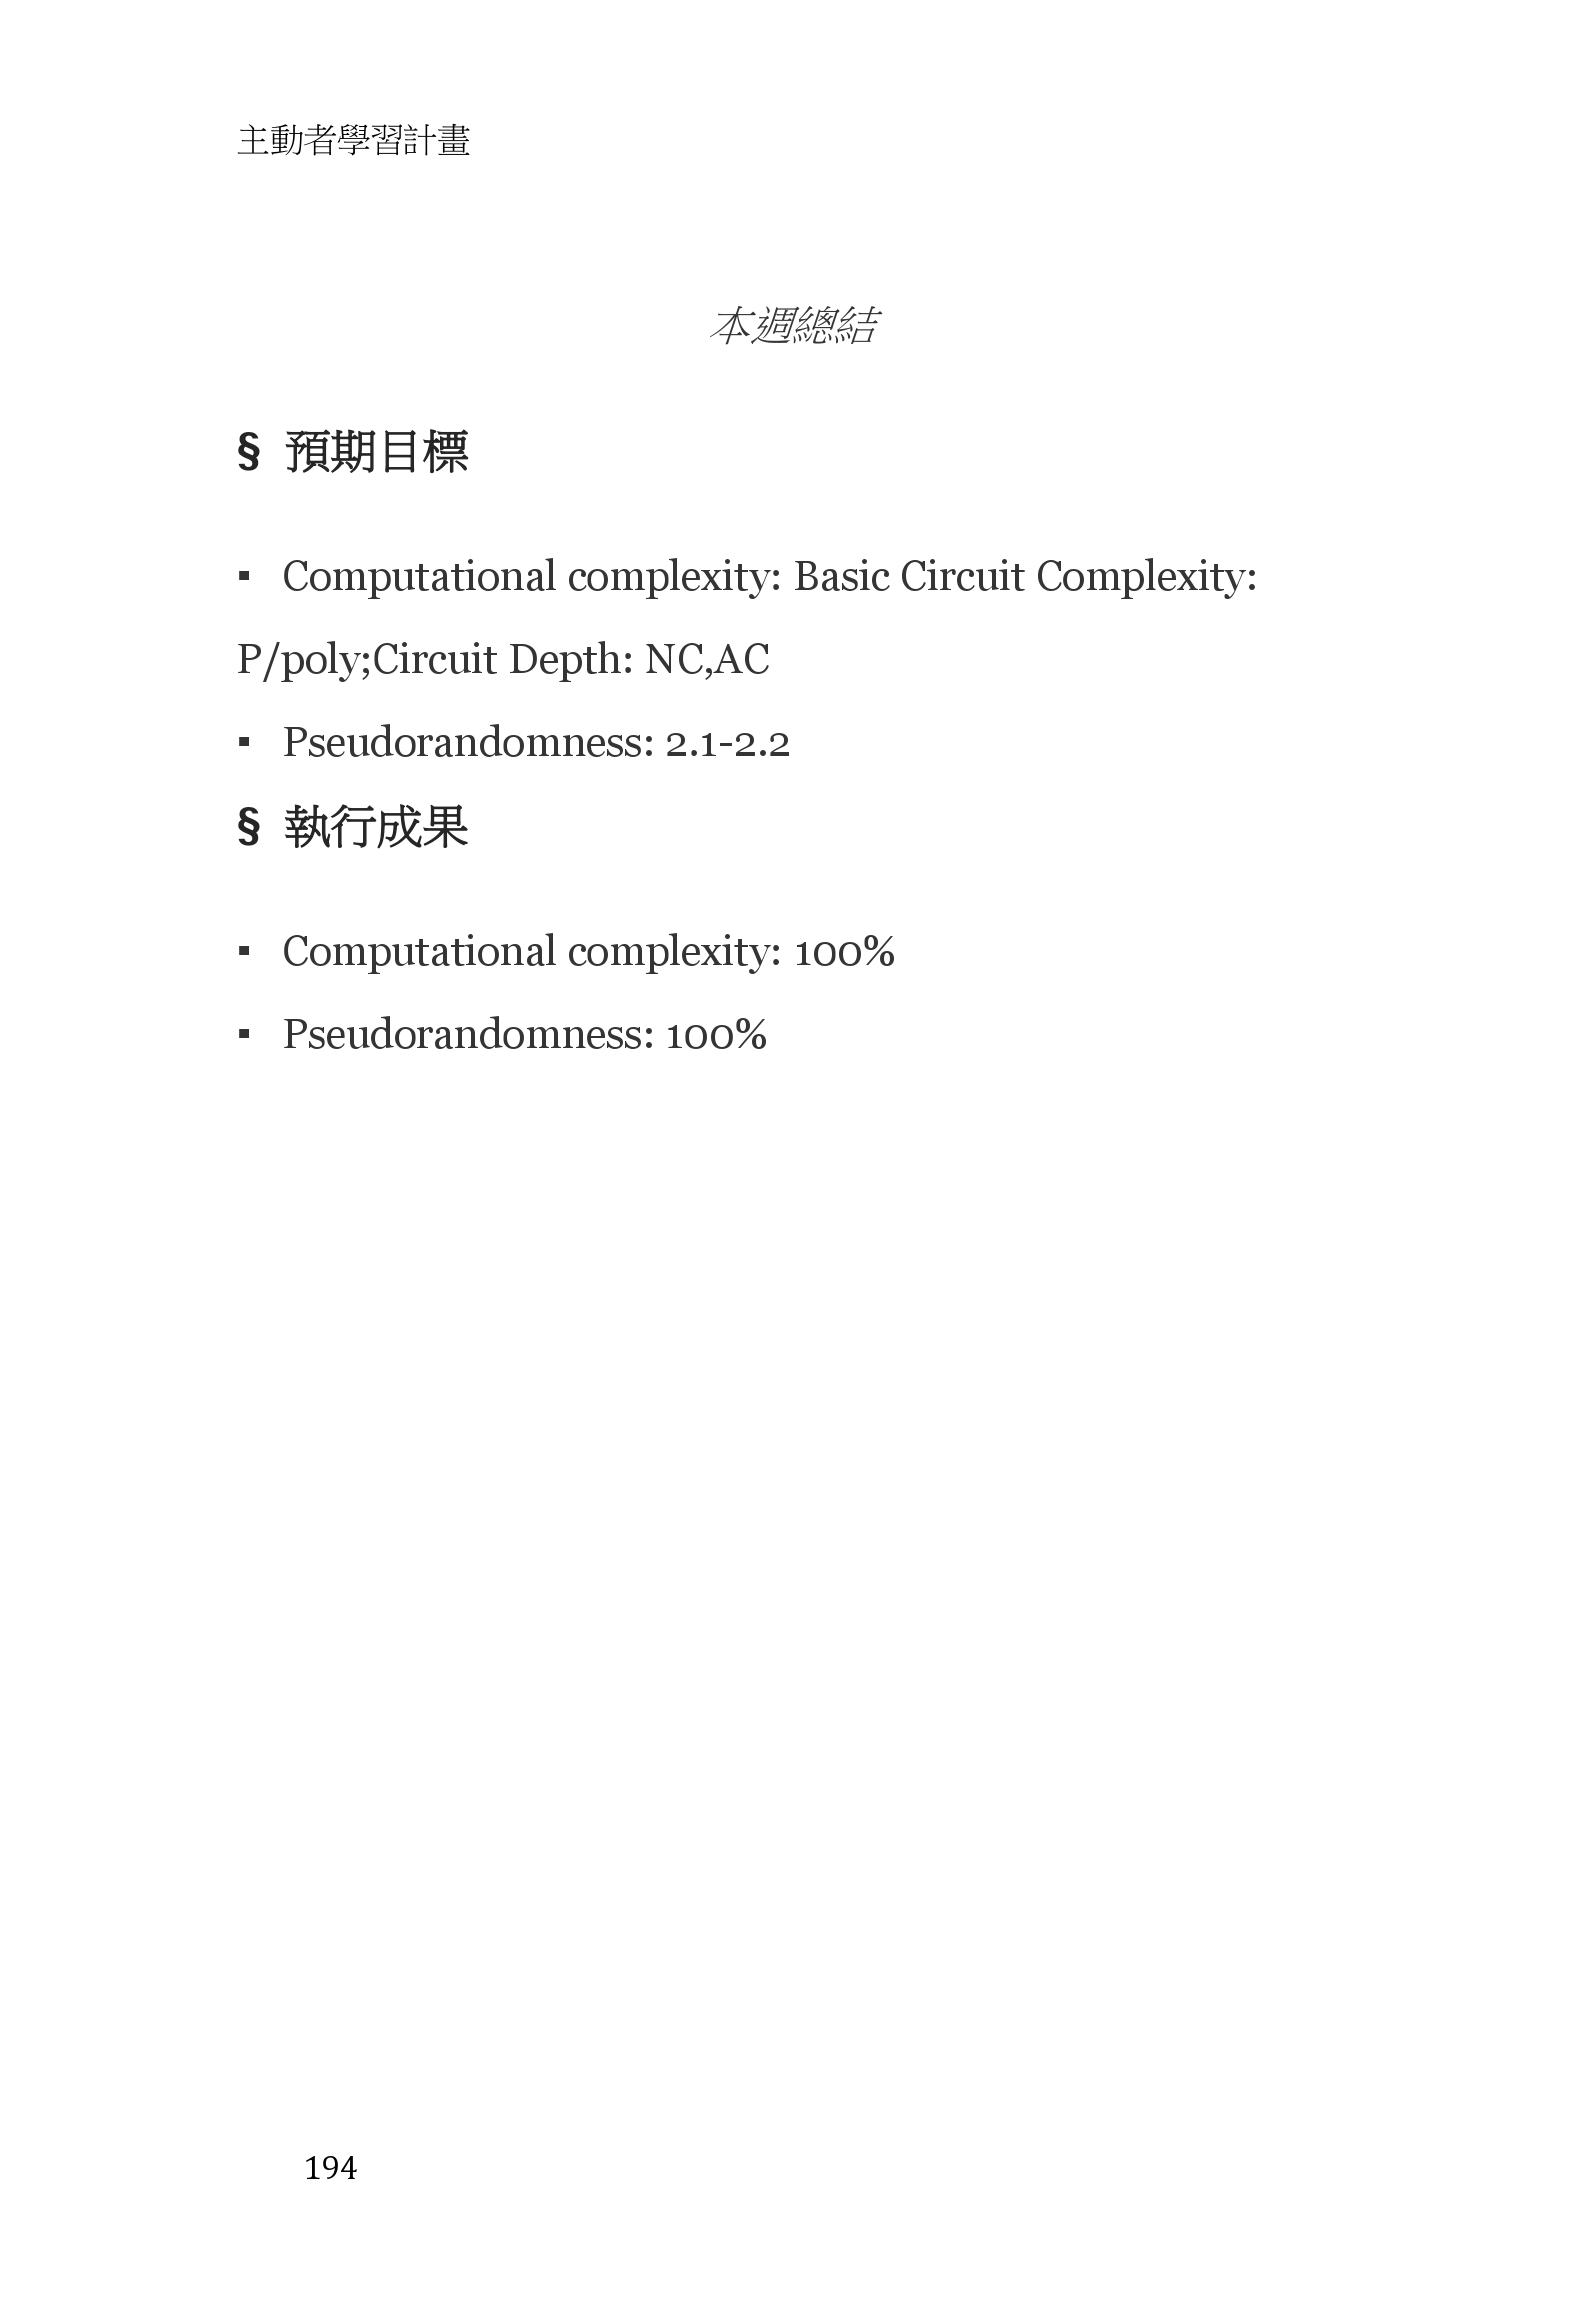 主動者學習計畫
本週總結
§ 預期目標
▪ Computational complexity: Basic Circuit Complexity:
P/poly;Circuit Depth: NC,AC
▪ Pseudorandomness: 2.1-2.2
§ 執行成果
▪ Computational complexity: 100%
▪ Pseudorandomness: 100%
194